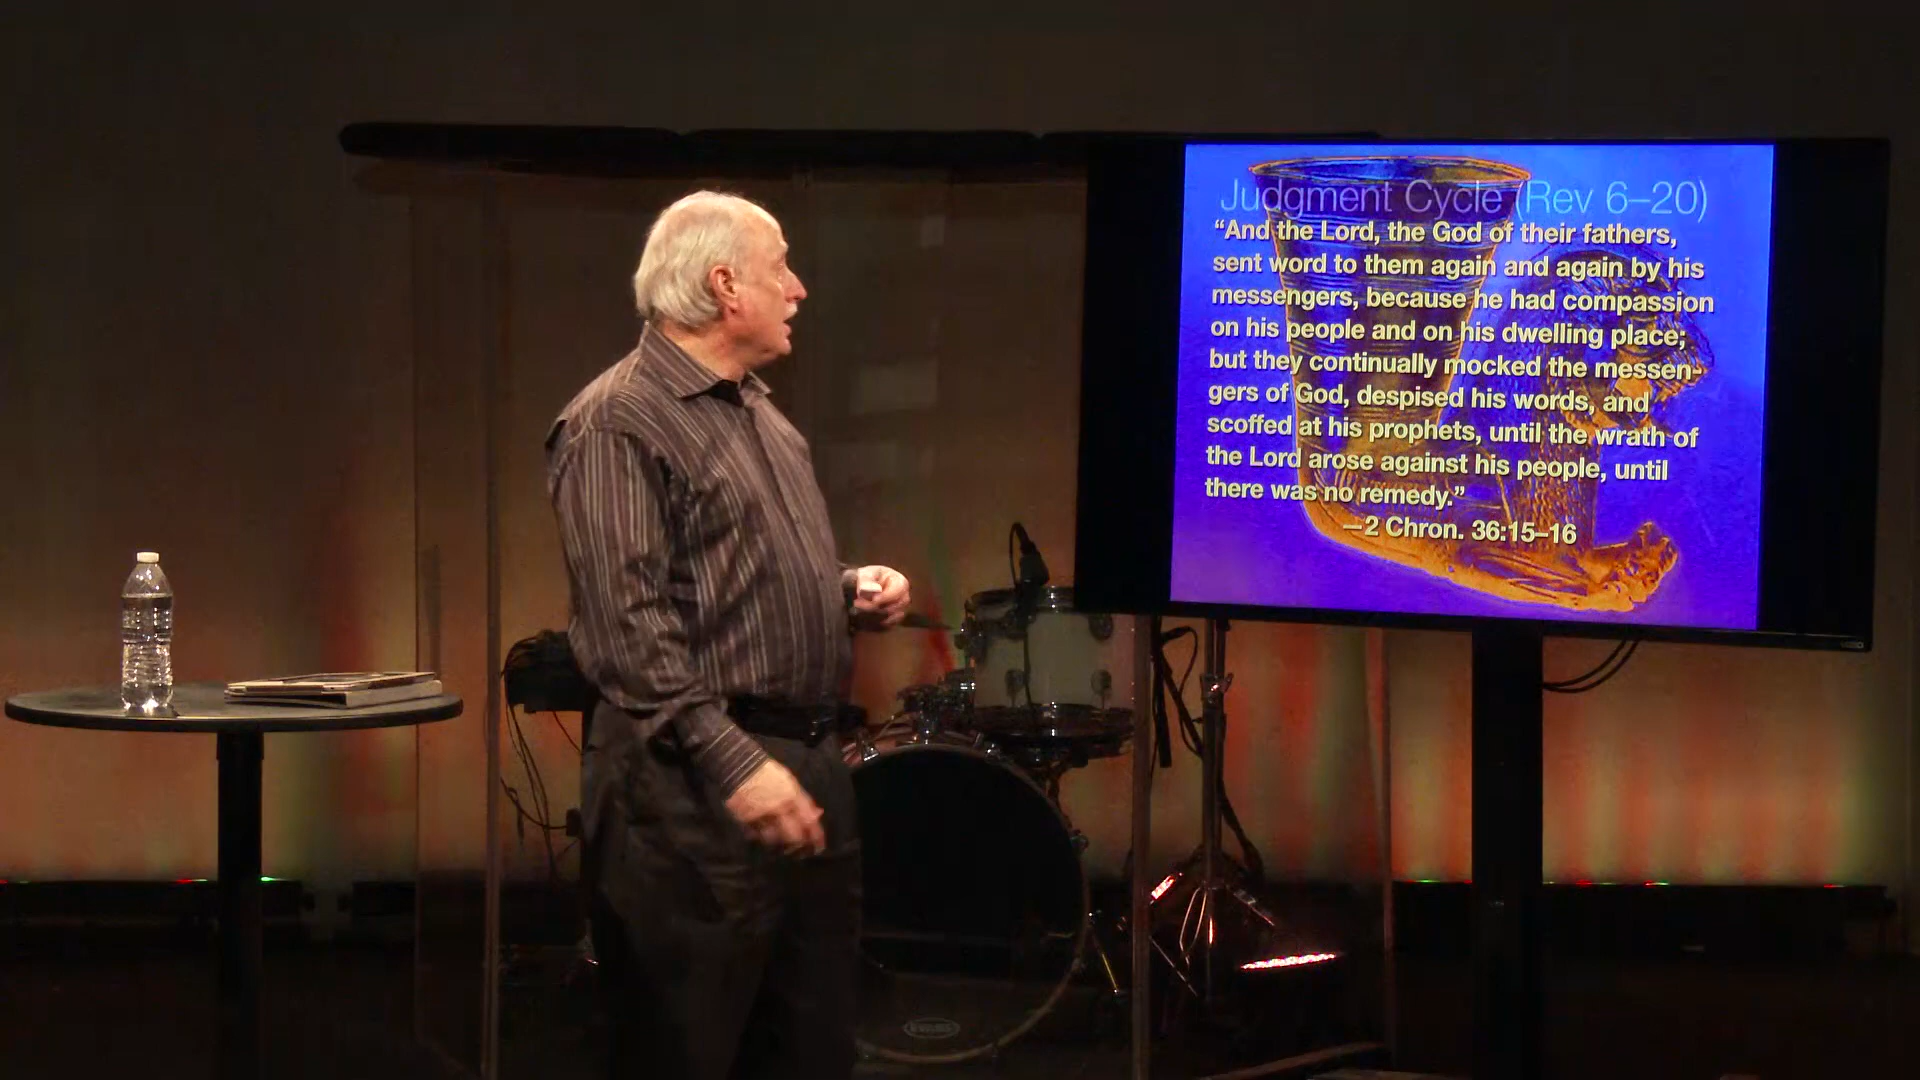 Judgment Cycle (Rev 6–20)
“And the Lord, the God of their fathers,
sent word to them again and again by his
messengers, because he had compassion
on his people and on his dwelling place;
but they continually mocked the messen-
gers of God, despised his words, and
scoffed at his prophets, until the wrath of
the Lord arose against his people, until
there was no remedy.”
—2 Chron. 36:15–16
VIZIO
EVANS